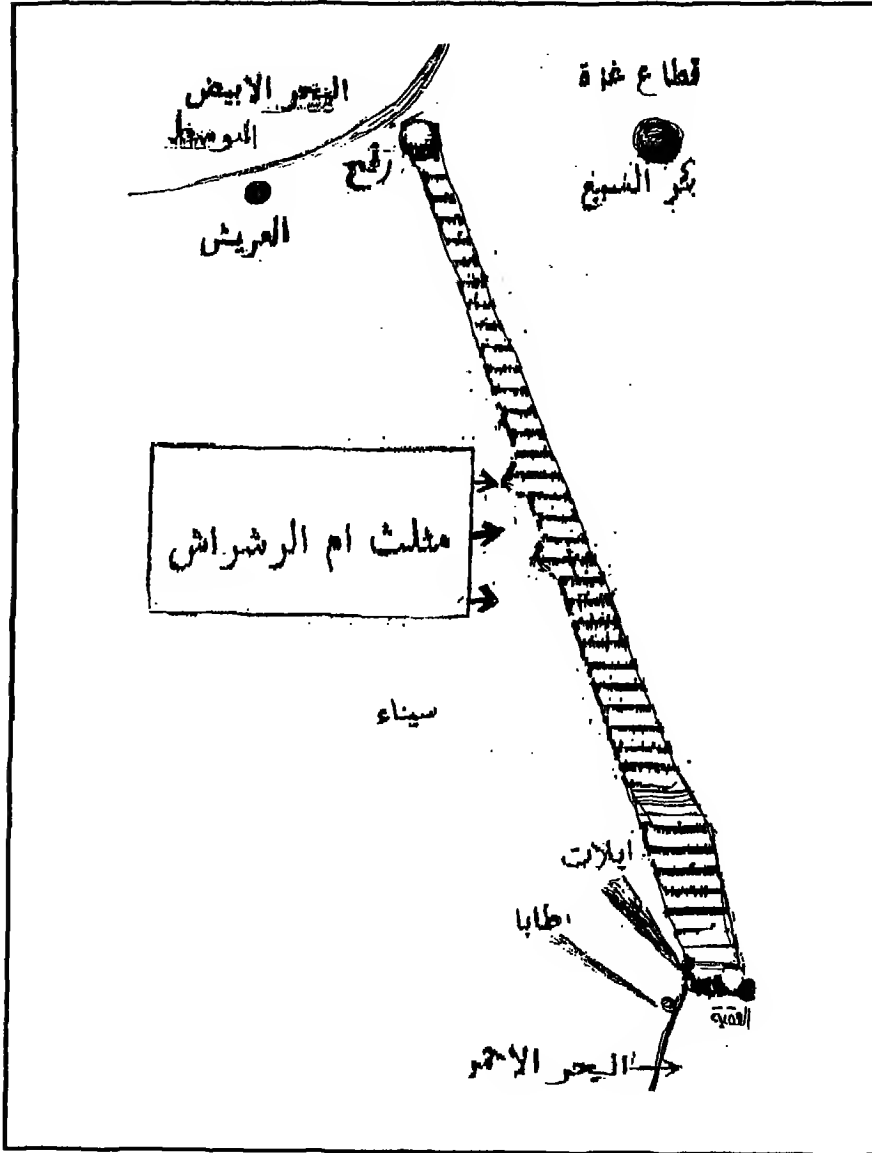 قطاع غزة
البحر الابيض
المتوسط
رفح
بئر السبع
العريش
مثلث ام الرشراش
سيناء
ايلات
طابا
العقبة
البحر الاحمر